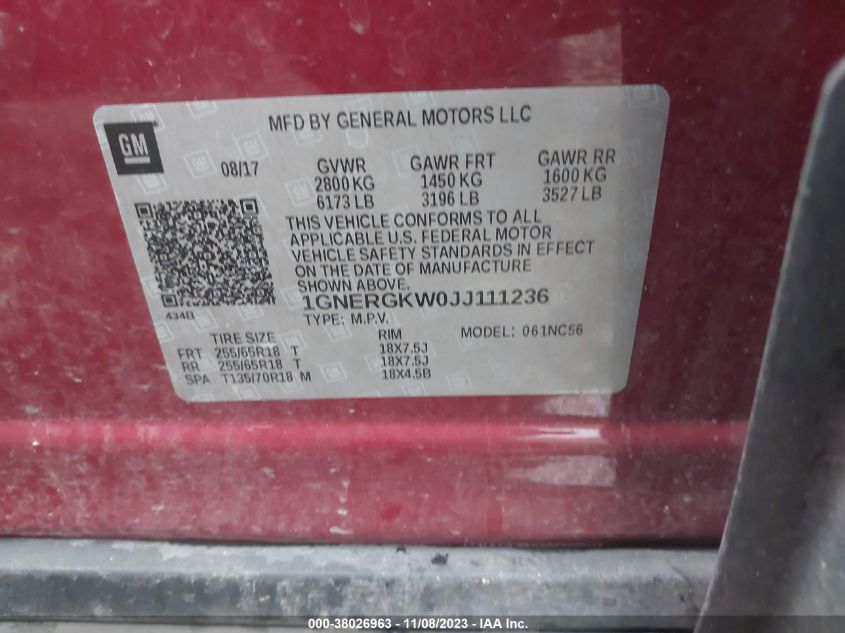 MFD BY GENERAL MOTORS LLC
GM
08/17 GVWR GAWR FRT GAWR RR
2800 KG 1450 KG 1600 KG
6173 LB 3196 LB 3527 LB
THIS VEHICLE CONFORMS TO ALL
APPLICABLE U.S. FEDERAL MOTOR
VEHICLE SAFETY STANDARDS IN EFFECT
ON THE DATE OF MANUFACTURE
SHOWN ABOVE.
434B
1GNERGKW0JJ111236
TYPE: M.P.V. MODEL: 061NC56
TIRE SIZE RIM
FRT 255/65R18 T 18X7.5J
RR 255/65R18 T 18X7.5J
SPA T135/70R18 M 18X4.5B
000-38026963 - 11/08/2023 - IAA Inc.